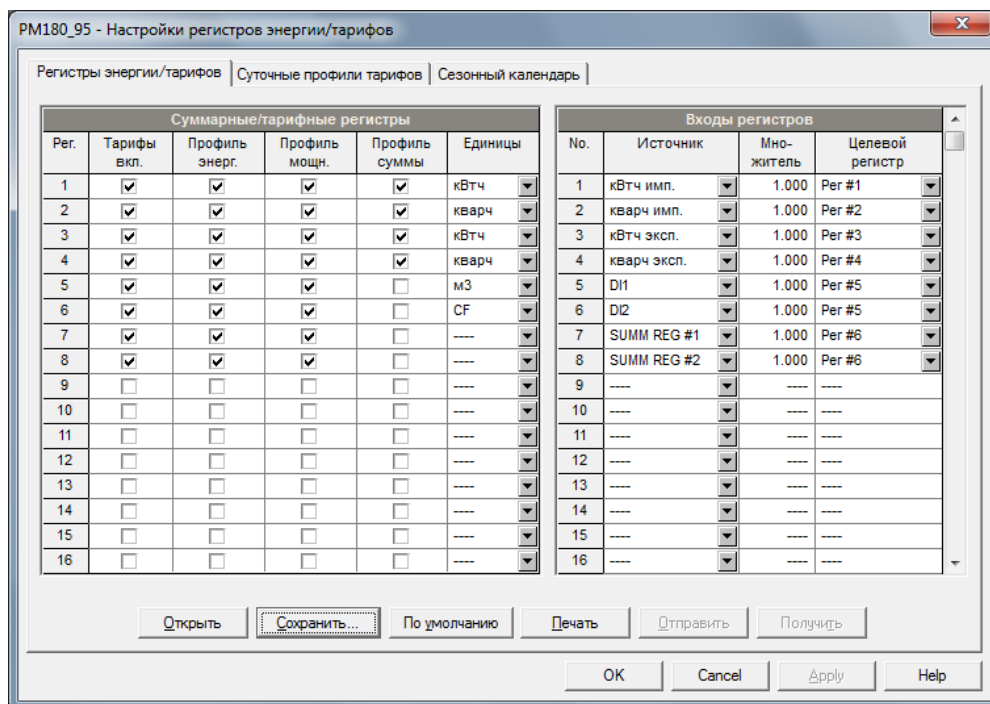 PM180_95 - Настройки регистров энергии/тарифов
Регистры энергии/тарифов Суточные профили тарифов Сезонный календарь
Суммарные/тарифные регистры Входы регистров
Рег. Тарифы вкл. Профиль энерг. Профиль мощн. Профиль суммы Единицы No. Источник Мно-житель Целевой регистр
1 кВтч 1 кВтч имп. 1.000 Рег #1
2 кварч 2 кварч имп. 1.000 Рег #2
3 кВтч 3 кВтч эксп. 1.000 Рег #3
4 кварч 4 кварч эксп. 1.000 Рег #4
5 м3 5 DI1 1.000 Рег #5
6 CF 6 DI2 1.000 Рег #5
7 ---- 7 SUMM REG #1 1.000 Рег #6
8 ---- 8 SUMM REG #2 1.000 Рег #6
9 ---- 9 ---- ---- ----
10 ---- 10 ---- ---- ----
11 ---- 11 ---- ---- ----
12 ---- 12 ---- ---- ----
13 ---- 13 ---- ---- ----
14 ---- 14 ---- ---- ----
15 ---- 15 ---- ---- ----
16 ---- 16 ---- ---- ----
Открыть Сохранить... По умолчанию Печать Отправить Получить
OK Cancel Apply Help